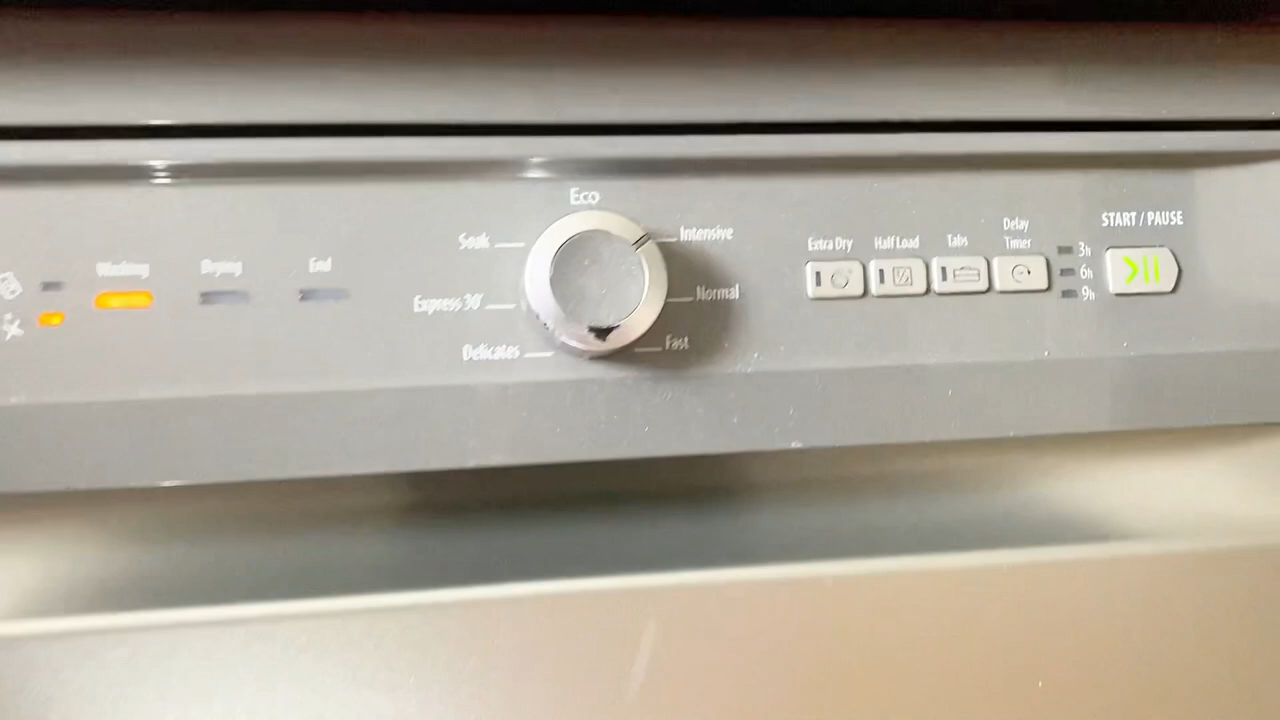 Washing
Drying
End
Eco
Soak
Intensive
Express 30'
Normal
Delicates
Fast
Extra Dry
Half Load
Tabs
Delay
Timer
3h
6h
9h
START / PAUSE